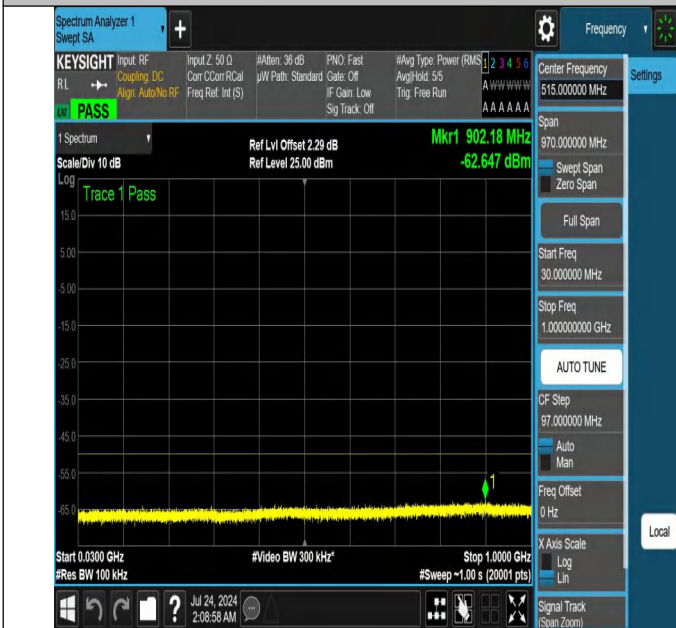 Spectrum Analyzer 1
Swept SA
+
Frequency
KEYSIGHT
RL
PASS
Input: RF
Coupling: DC
Align: Auto/No RF
Input Z: 50 Ω
Corr CCorr RCal
Freq Ref: Int (S)
#Atten: 36 dB
µW Path: Standard
PNO: Fast
Gate: Off
IF Gain: Low
Sig Track: Off
#Avg Type: Power (RMS
Avg|Hold: 5/5
Trig: Free Run
1 2 3 4 5 6
A W W W W W
A A A A A A
1 Spectrum
Scale/Div 10 dB
Log
Ref Lvl Offset 2.29 dB
Ref Level 25.00 dBm
Mkr1 902.18 MHz
-62.647 dBm
Trace 1 Pass
15.0
5.00
-5.00
-15.0
-25.0
-35.0
-45.0
-55.0
-65.0
1
Start 0.0300 GHz
#Res BW 100 kHz
#Video BW 300 kHz*
Stop 1.0000 GHz
#Sweep ~1.00 s (20001 pts)
?
Jul 24, 2024
2:08:58 AM
Center Frequency
515.000000 MHz
Settings
Span
970.000000 MHz
Swept Span
Zero Span
Full Span
Start Freq
30.000000 MHz
Stop Freq
1.000000000 GHz
AUTO TUNE
CF Step
97.000000 MHz
Auto
Man
Freq Offset
0 Hz
X Axis Scale
Log
Lin
Local
Signal Track
(Span Zoom)